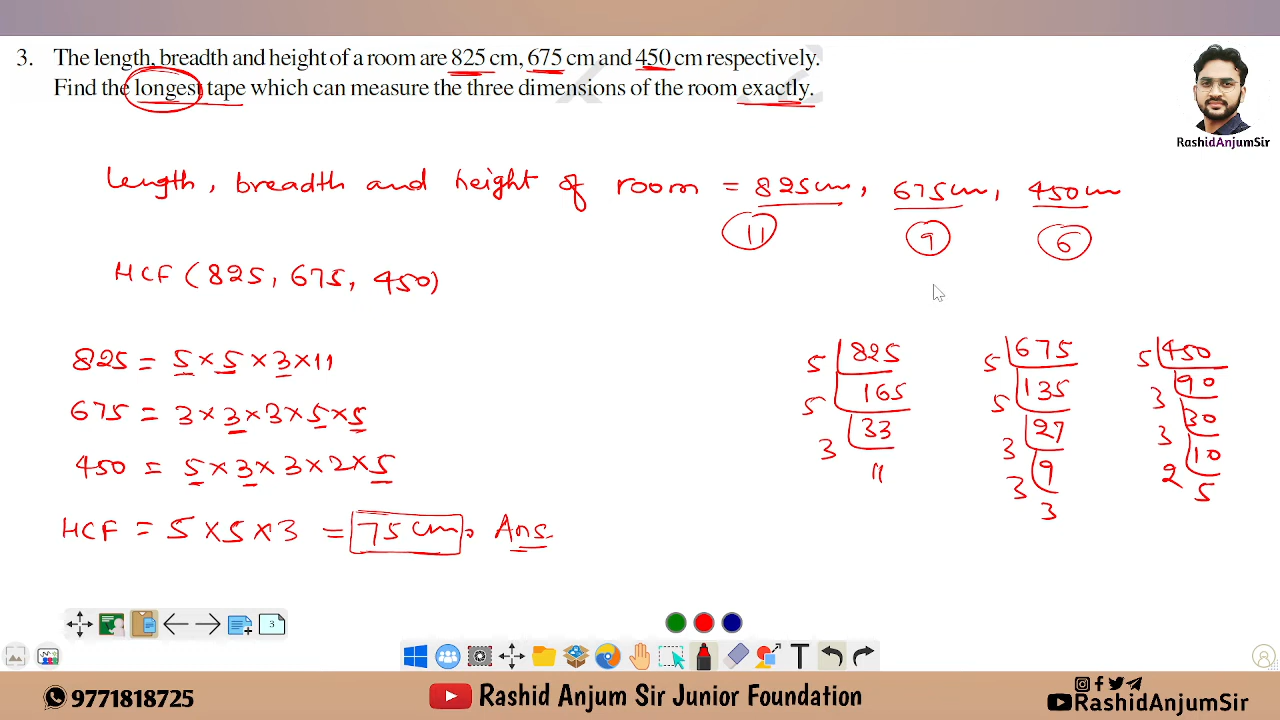 3. The length, breadth and height of a room are 825 cm, 675 cm and 450 cm respectively.
Find the longest tape which can measure the three dimensions of the room exactly.
RashidAnjumSir
length, breadth and height of room = 825cm, 675cm, 450cm
11 9 6
HCF (825, 675, 450)
825 = 5×5×3×11
675 = 3×3×3×5×5
450 = 5×3×3×2×5
HCF = 5×5×3 = 75 cm. Ans.
5 825
5 165
3 33
11
5 675
5 135
3 27
3 9
3
5 450
3 90
3 30
2 10
5
3
T
9771818725
Rashid Anjum Sir Junior Foundation
RashidAnjumSir